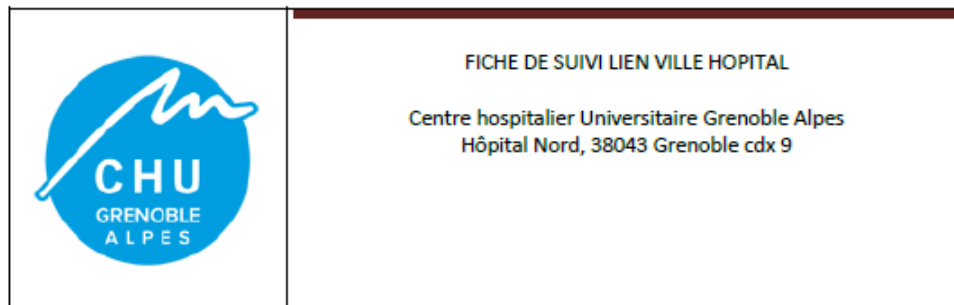 CHU
GRENOBLE
ALPES
FICHE DE SUIVI LIEN VILLE HOPITAL
Centre hospitalier Universitaire Grenoble Alpes
Hôpital Nord, 38043 Grenoble cdx 9